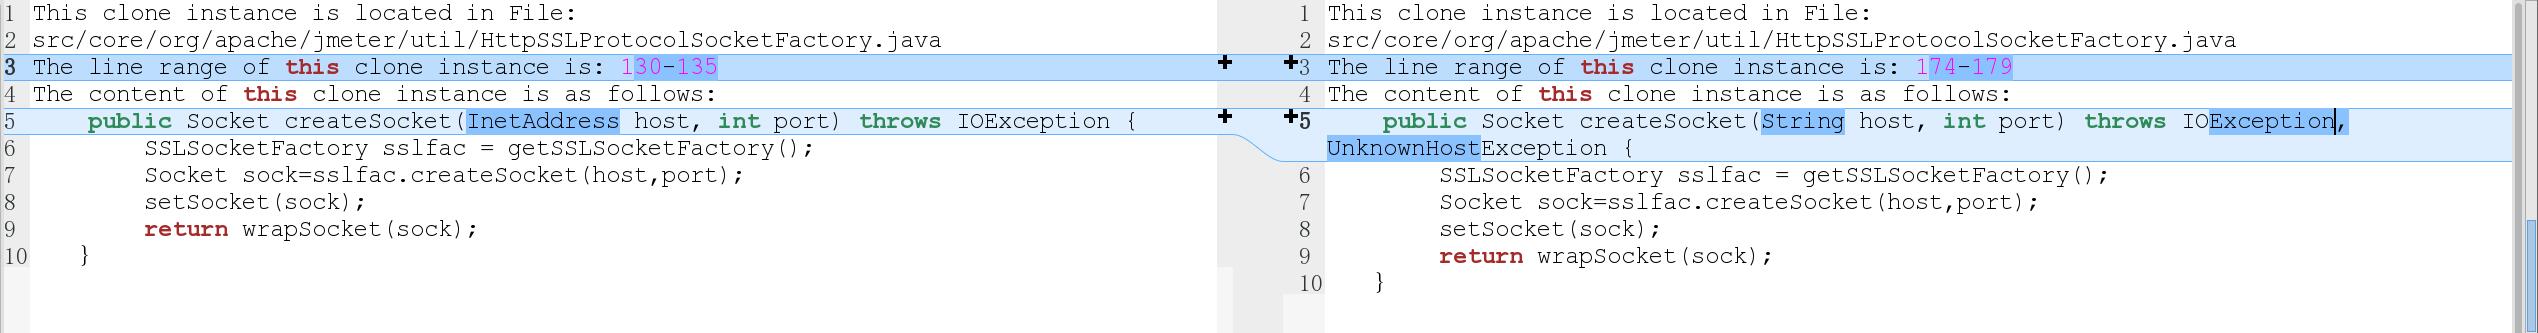 1 This clone instance is located in File:
2 src/core/org/apache/jmeter/util/HttpSSLProtocolSocketFactory.java
3 The line range of this clone instance is: 130-135
4 The content of this clone instance is as follows:
5 public Socket createSocket(InetAddress host, int port) throws IOException {
6 SSLSocketFactory sslfac = getSSLSocketFactory();
7 Socket sock=sslfac.createSocket(host,port);
8 setSocket(sock);
9 return wrapSocket(sock);
10 }
1 This clone instance is located in File:
2 src/core/org/apache/jmeter/util/HttpSSLProtocolSocketFactory.java
3 The line range of this clone instance is: 174-179
4 The content of this clone instance is as follows:
5 public Socket createSocket(String host, int port) throws IOException,
UnknownHostException {
6 SSLSocketFactory sslfac = getSSLSocketFactory();
7 Socket sock=sslfac.createSocket(host,port);
8 setSocket(sock);
9 return wrapSocket(sock);
10 }